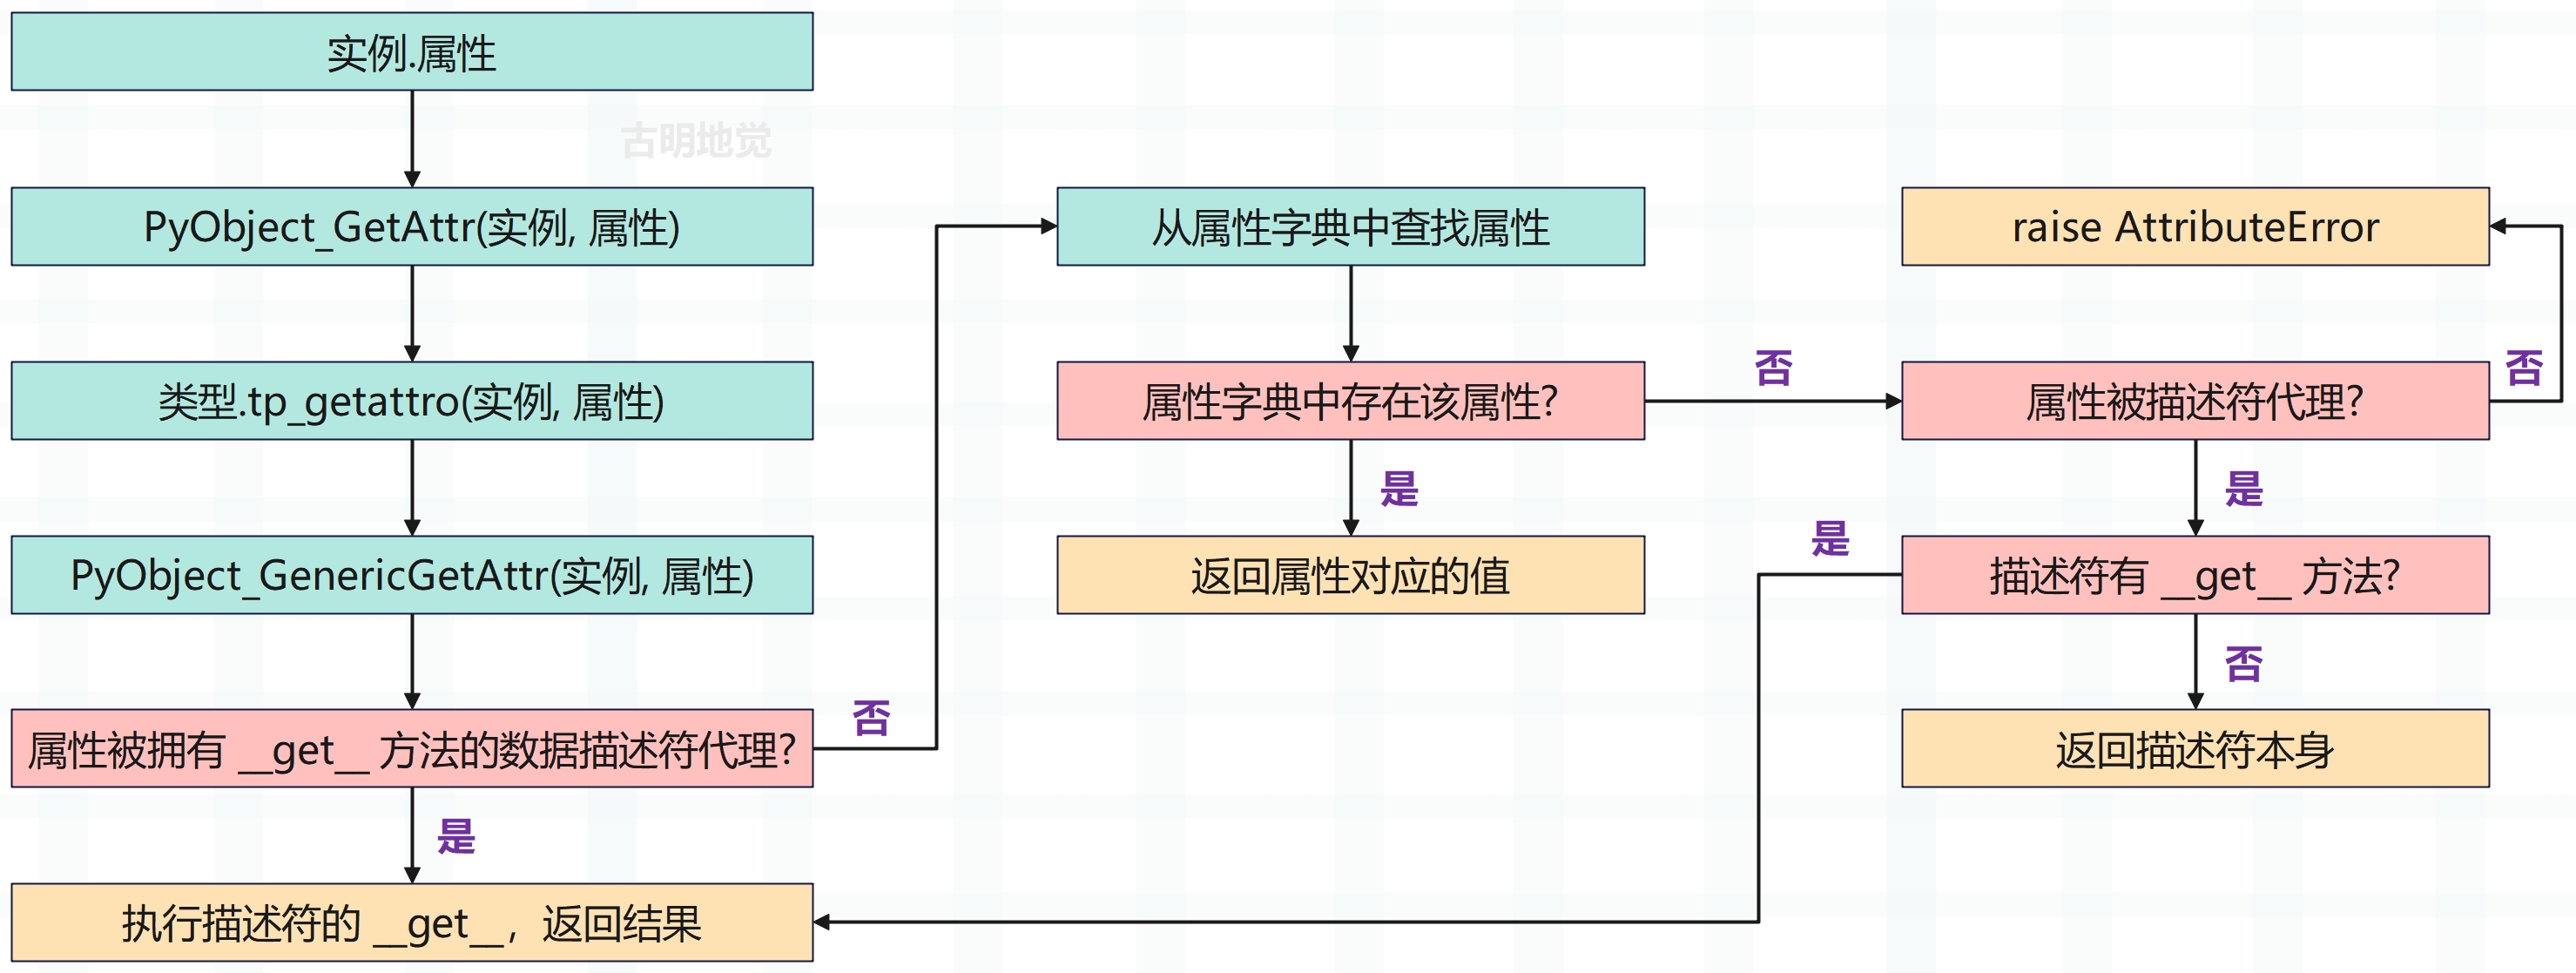 实例.属性
古明地觉
PyObject_GetAttr(实例, 属性)
类型.tp_getattro(实例, 属性)
PyObject_GenericGetAttr(实例, 属性)
属性被拥有 __get__ 方法的数据描述符代理?
否
是
执行描述符的 __get__，返回结果
从属性字典中查找属性
属性字典中存在该属性?
否
是
返回属性对应的值
raise AttributeError
属性被描述符代理?
否
是
描述符有 __get__ 方法?
是
否
返回描述符本身